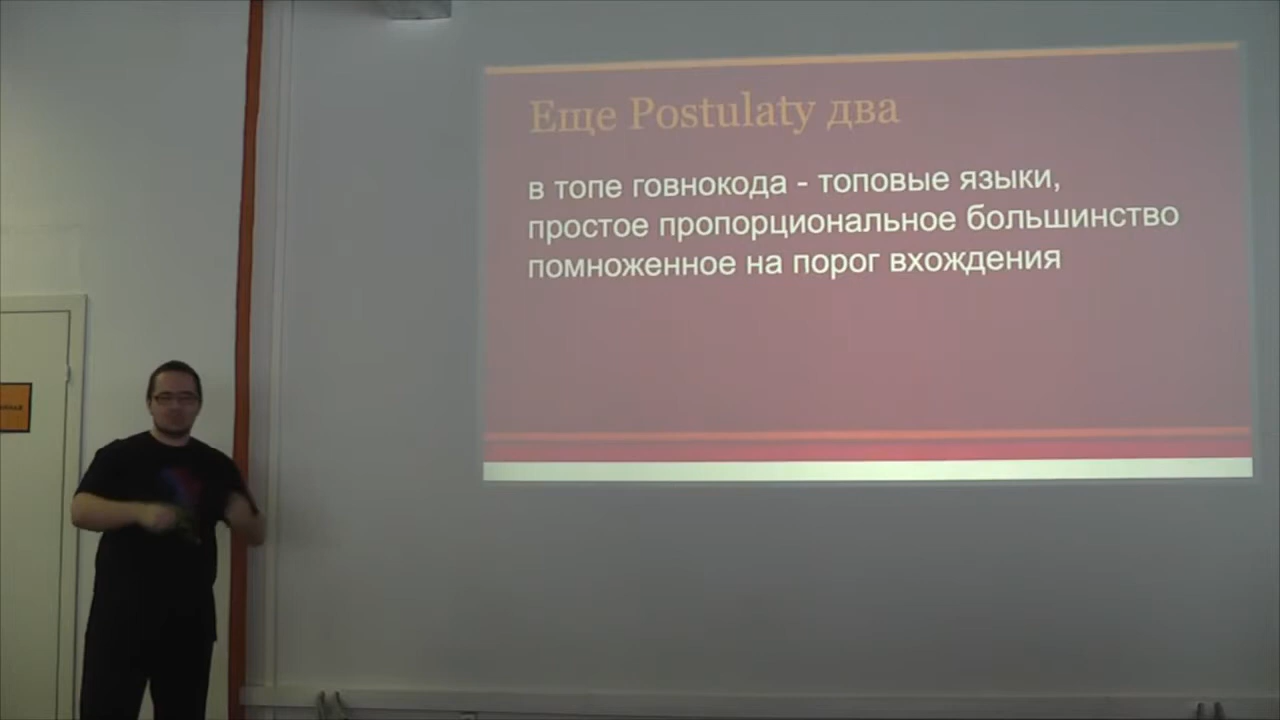 Еще Postulaty два
в топе говнокода - топовые языки,
простое пропорциональное большинство
помноженное на порог вхождения